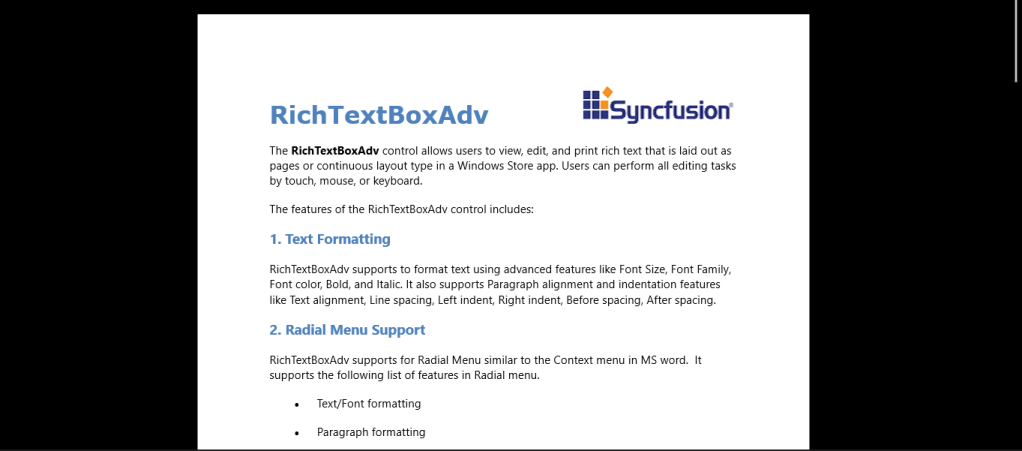 RichTextBoxAdv
Syncfusion®
The RichTextBoxAdv control allows users to view, edit, and print rich text that is laid out as
pages or continuous layout type in a Windows Store app. Users can perform all editing tasks
by touch, mouse, or keyboard.
The features of the RichTextBoxAdv control includes:
1. Text Formatting
RichTextBoxAdv supports to format text using advanced features like Font Size, Font Family,
Font color, Bold, and Italic. It also supports Paragraph alignment and indentation features
like Text alignment, Line spacing, Left indent, Right indent, Before spacing, After spacing.
2. Radial Menu Support
RichTextBoxAdv supports for Radial Menu similar to the Context menu in MS word.  It
supports the following list of features in Radial menu.
• Text/Font formatting
• Paragraph formatting